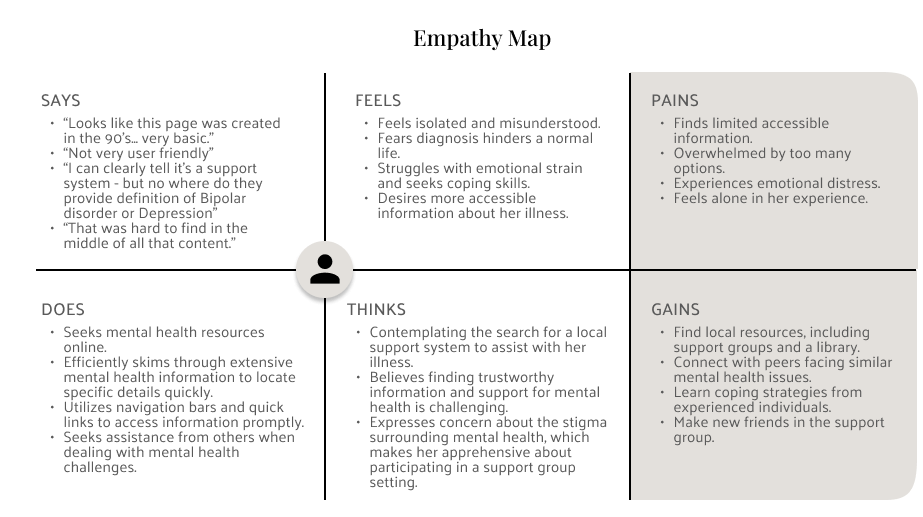 Empathy Map
SAYS
• “Looks like this page was created
in the 90’s… very basic.”
• “Not very user friendly”
• “I can clearly tell it’s a support
system - but no where do they
provide definition of Bipolar
disorder or Depression”
• “That was hard to find in the
middle of all that content.”
FEELS
• Feels isolated and misunderstood.
• Fears diagnosis hinders a normal
life.
• Struggles with emotional strain
and seeks coping skills.
• Desires more accessible
information about her illness.
PAINS
• Finds limited accessible
information.
• Overwhelmed by too many
options.
• Experiences emotional distress.
• Feels alone in her experience.
DOES
• Seeks mental health resources
online.
• Efficiently skims through extensive
mental health information to locate
specific details quickly.
• Utilizes navigation bars and quick
links to access information promptly.
• Seeks assistance from others when
dealing with mental health
challenges.
THINKS
• Contemplating the search for a local
support system to assist with her
illness.
• Believes finding trustworthy
information and support for mental
health is challenging.
• Expresses concern about the stigma
surrounding mental health, which
makes her apprehensive about
participating in a support group
setting.
GAINS
• Find local resources, including
support groups and a library.
• Connect with peers facing similar
mental health issues.
• Learn coping strategies from
experienced individuals.
• Make new friends in the support
group.